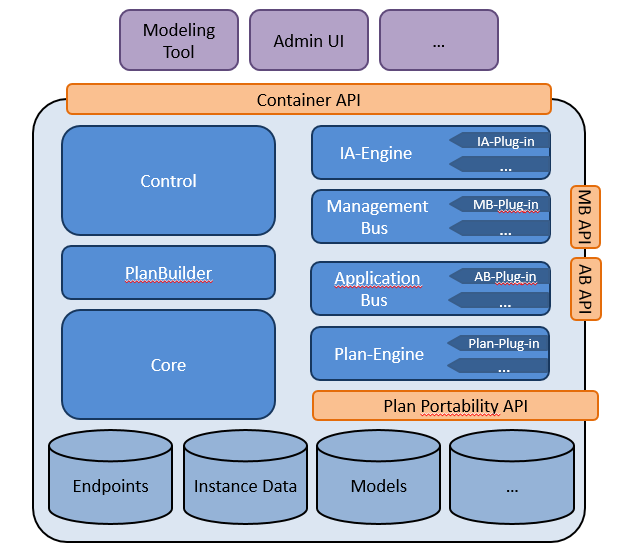 Modeling
Tool
Admin UI
...
Container API
Control
IA-Engine
IA-Plug-in
...
Management
Bus
MB-Plug-in
...
MB API
PlanBuilder
Application
Bus
AB-Plug-in
...
AB API
Core
Plan-Engine
Plan-Plug-in
...
Plan Portability API
Endpoints
Instance Data
Models
...